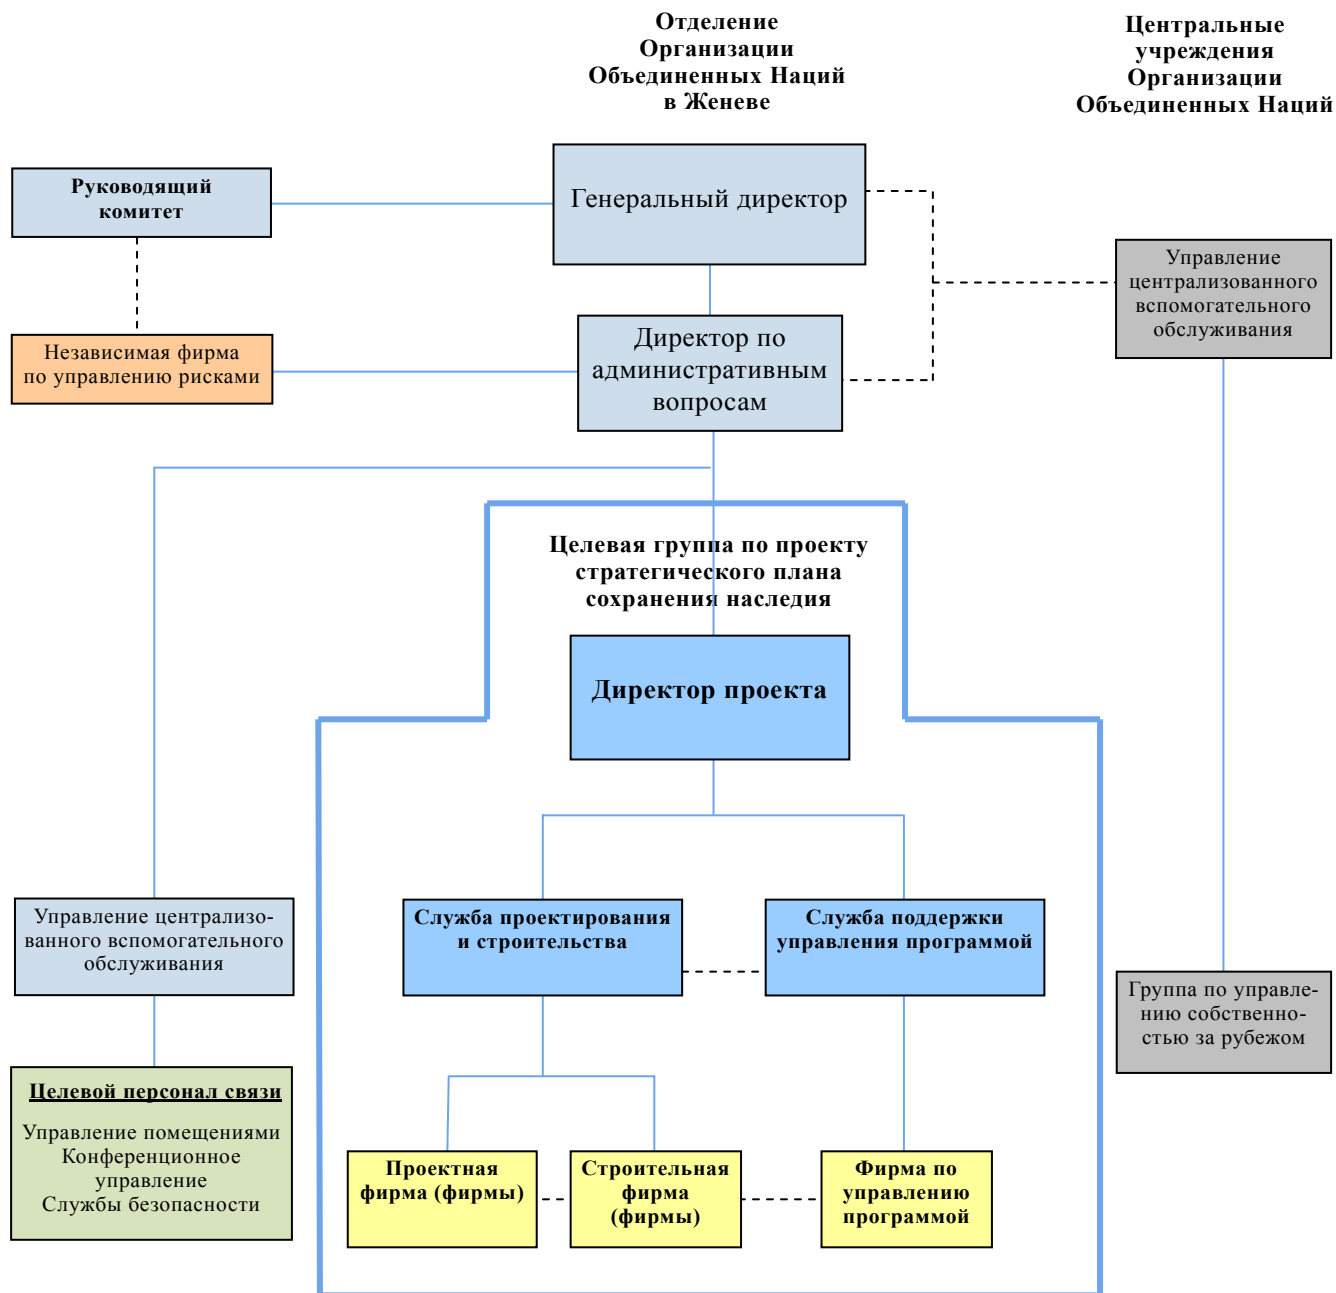 Отделение
Организации
Объединенных Наций
в Женеве
Центральные
учреждения
Организации
Объединенных Наций
Руководящий
комитет
Генеральный директор
Управление
централизованного
вспомогательного
обслуживания
Независимая фирма
по управлению рисками
Директор по
административным
вопросам
Целевая группа по проекту
стратегического плана
сохранения наследия
Директор проекта
Управление централизо-
ванного вспомогательного
обслуживания
Служба проектирования
и строительства
Служба поддержки
управления программой
Группа по управле-
нию собственно-
стью за рубежом
Целевой персонал связи
Управление помещениями
Конференционное
управление
Службы безопасности
Проектная
фирма (фирмы)
Строительная
фирма
(фирмы)
Фирма по
управлению
программой